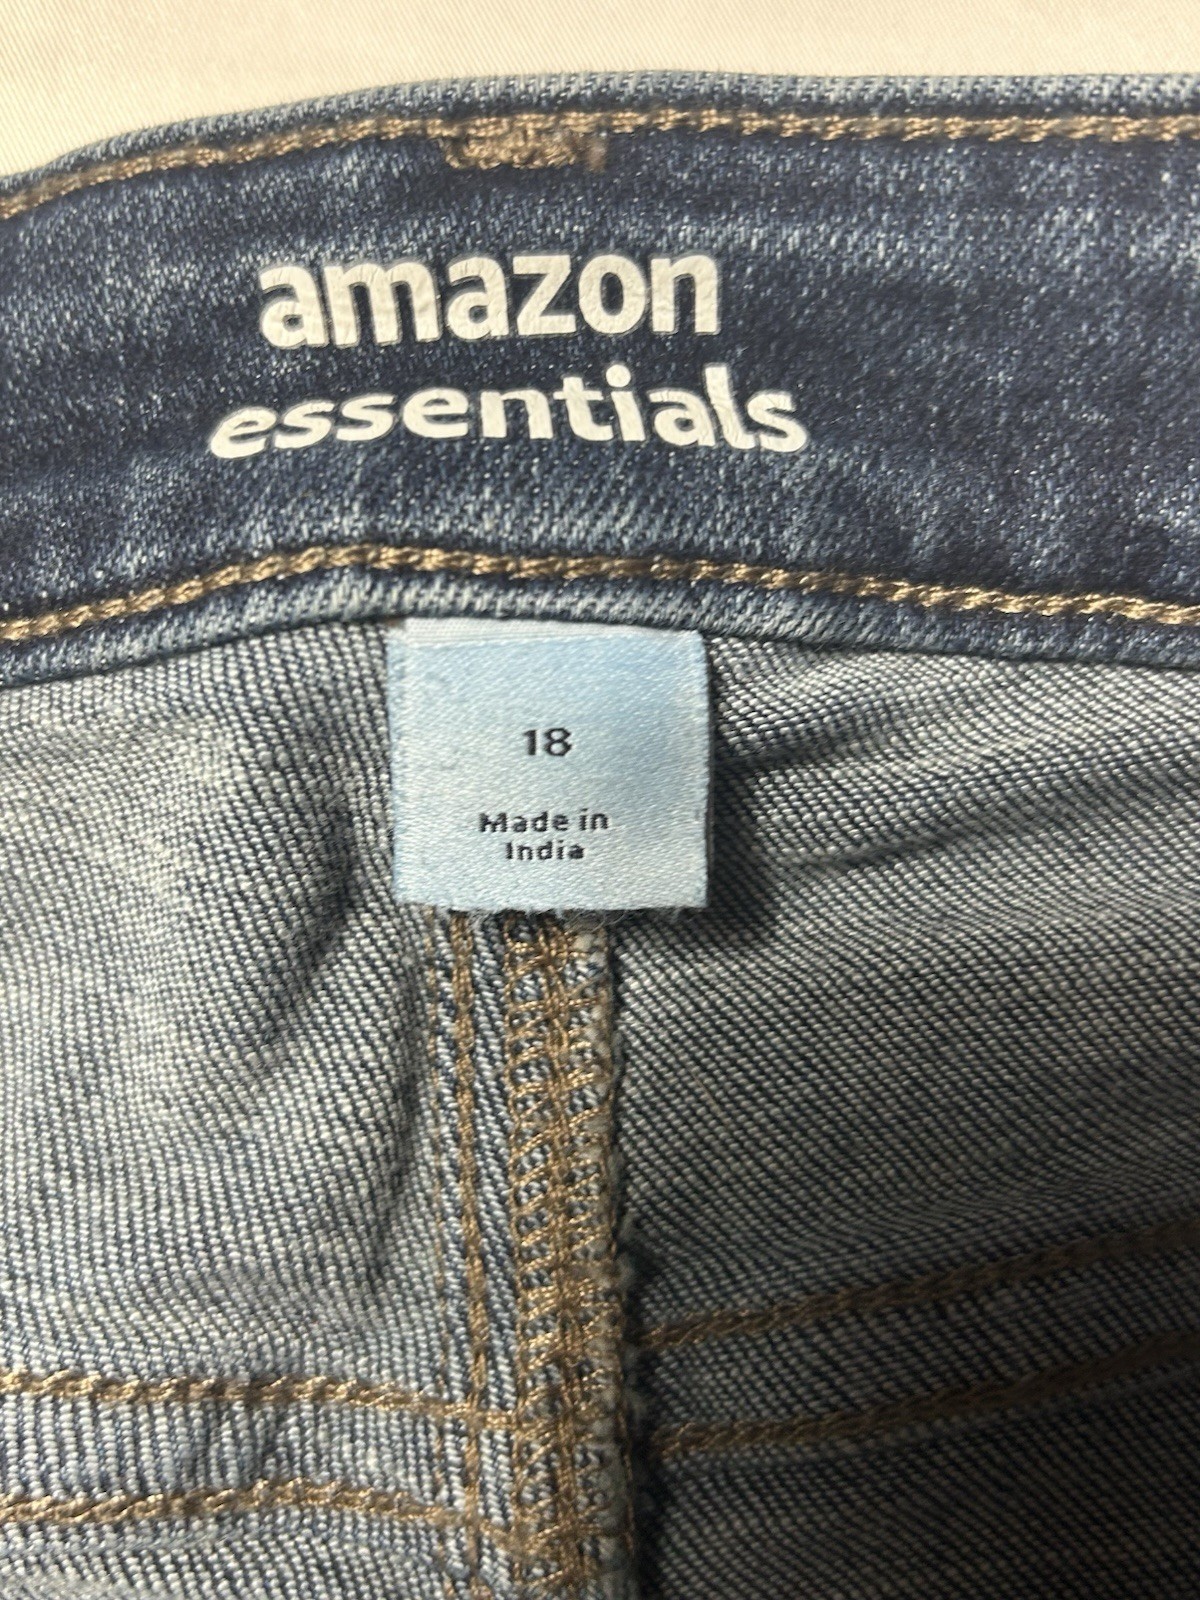 amazon
essentials
18
Made in
India